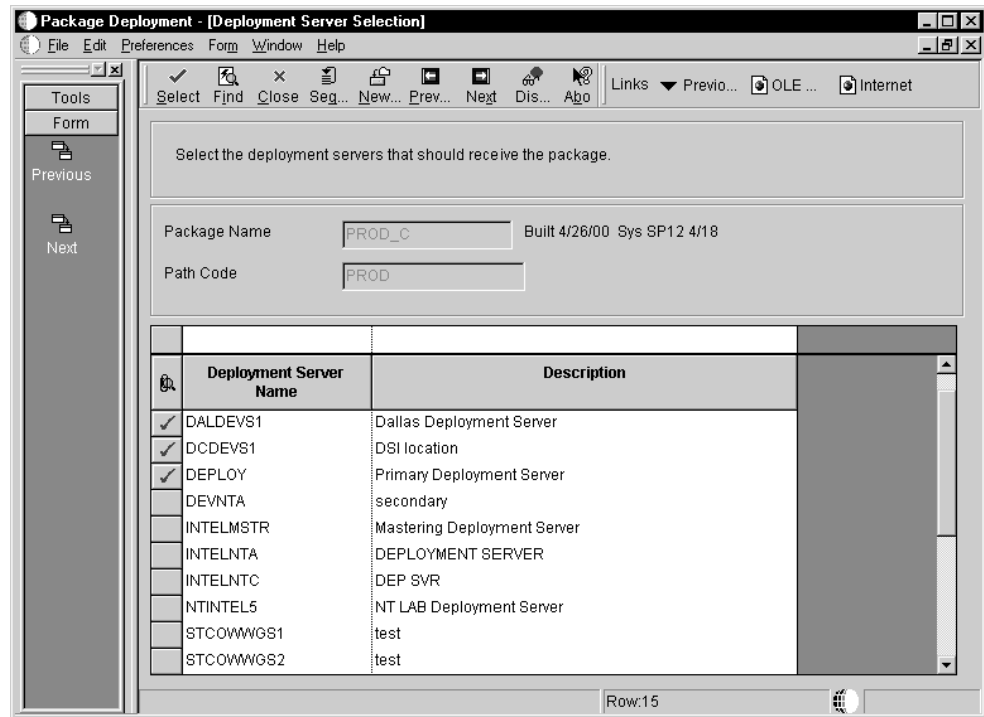 Package Deployment - [Deployment Server Selection]
File Edit Preferences Form Window Help
Select Find Close Seq... New... Prev... Next Dis... Abo Links Previo... OLE ... Internet
Tools
Form
Previous
Next
Select the deployment servers that should receive the package.
Package Name PROD_C Built 4/26/00 Sys SP12 4/18
Path Code PROD
Deployment Server Name Description
DALDEVS1 Dallas Deployment Server
DCDEVS1 DSI location
DEPLOY Primary Deployment Server
DEVNTA secondary
INTELMSTR Mastering Deployment Server
INTELNTA DEPLOYMENT SERVER
INTELNTC DEP SVR
NTINTEL5 NT LAB Deployment Server
STCOWWGS1 test
STCOWWGS2 test
Row:15